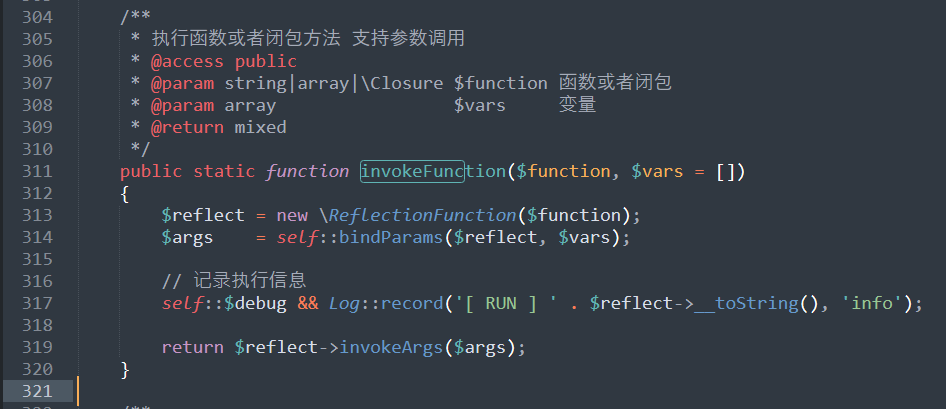 304 /**
305 * 执行函数或者闭包方法 支持参数调用
306 * @access public
307 * @param string|array|\Closure $function 函数或者闭包
308 * @param array $vars 变量
309 * @return mixed
310 */
311 public static function invokeFunction($function, $vars = [])
312 {
313 $reflect = new \ReflectionFunction($function);
314 $args = self::bindParams($reflect, $vars);
315
316 // 记录执行信息
317 self::$debug && Log::record('[ RUN ] ' . $reflect->__toString(), 'info');
318
319 return $reflect->invokeArgs($args);
320 }
321